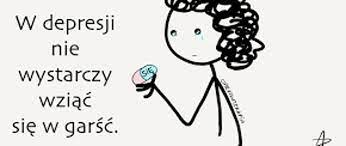 W depresji
nie
wystarczy
wziąć
się w garść.
SIĘ